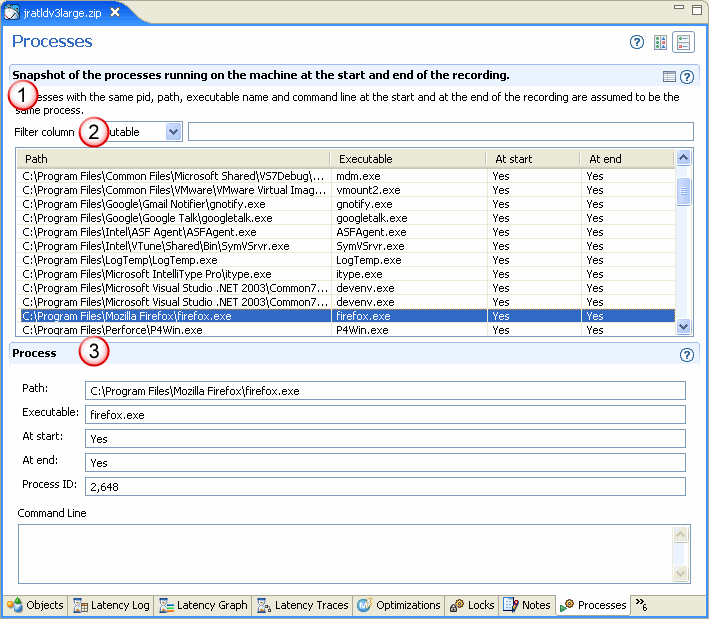 jratldv3large.zip
Processes
Snapshot of the processes running on the machine at the start and end of the recording.
1
esses with the same pid, path, executable name and command line at the start and at the end of the recording are assumed to be the
same process.
Filter column 2 utable
Path Executable At start At end
C:\Program Files\Common Files\Microsoft Shared\VS7Debug\... mdm.exe Yes Yes
C:\Program Files\Common Files\VMware\VMware Virtual Imag... vmount2.exe Yes Yes
C:\Program Files\Google\Gmail Notifier\gnotify.exe gnotify.exe Yes Yes
C:\Program Files\Google\Google Talk\googletalk.exe googletalk.exe Yes Yes
C:\Program Files\Intel\ASF Agent\ASFAgent.exe ASFAgent.exe Yes Yes
C:\Program Files\Intel\VTune\Shared\Bin\SymVSrvr.exe SymVSrvr.exe Yes Yes
C:\Program Files\LogTemp\LogTemp.exe LogTemp.exe Yes Yes
C:\Program Files\Microsoft IntelliType Pro\itype.exe itype.exe Yes Yes
C:\Program Files\Microsoft Visual Studio .NET 2003\Common7... devenv.exe Yes Yes
C:\Program Files\Microsoft Visual Studio .NET 2003\Common7... devenv.exe Yes Yes
C:\Program Files\Mozilla Firefox\firefox.exe firefox.exe Yes Yes
C:\Program Files\Perforce\P4Win.exe P4Win.exe Yes Yes
Process 3
Path: C:\Program Files\Mozilla Firefox\firefox.exe
Executable: firefox.exe
At start: Yes
At end: Yes
Process ID: 2,648
Command Line
Objects Latency Log Latency Graph Latency Traces Optimizations Locks Notes Processes »6